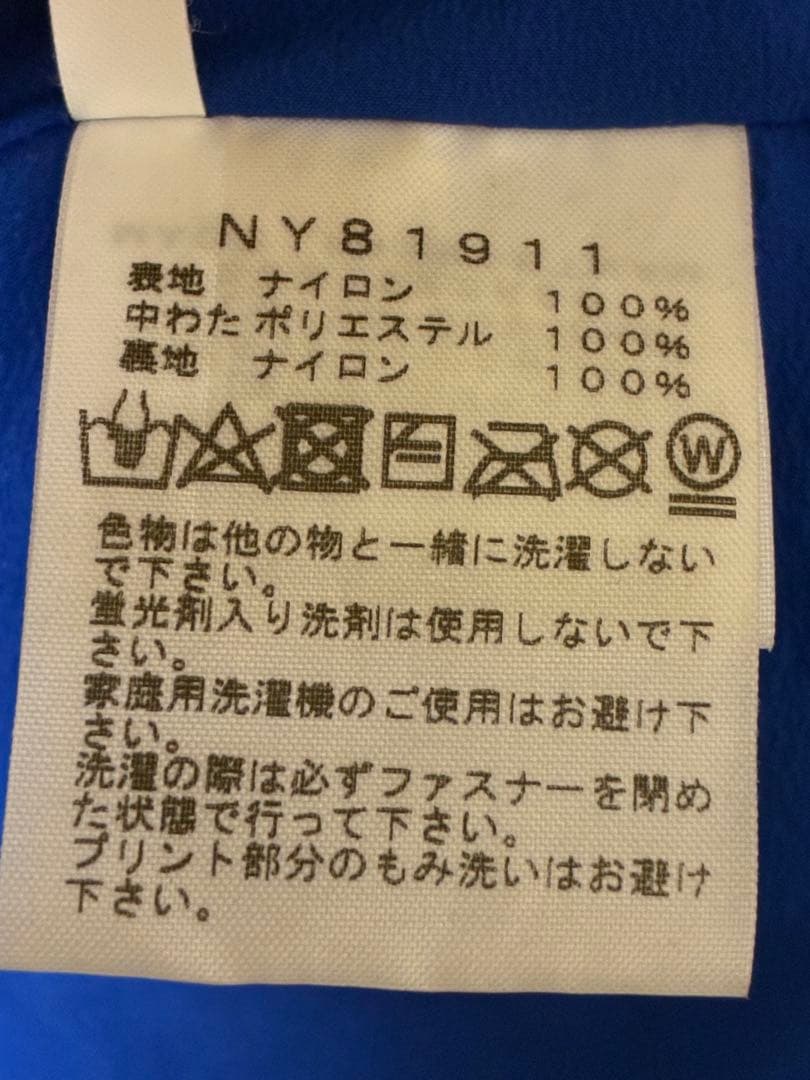 NY81911
表地 ナイロン 100%
中わた ポリエステル 100%
裏地 ナイロン 100%
W
色物は他の物と一緒に洗濯しない
で下さい。
蛍光剤入り洗剤は使用しないで下
さい。
家庭用洗濯機のご使用はお避け下
さい。
洗濯の際は必ずファスナーを閉め
た状態で行って下さい。
プリント部分のもみ洗いはお避け
下さい。